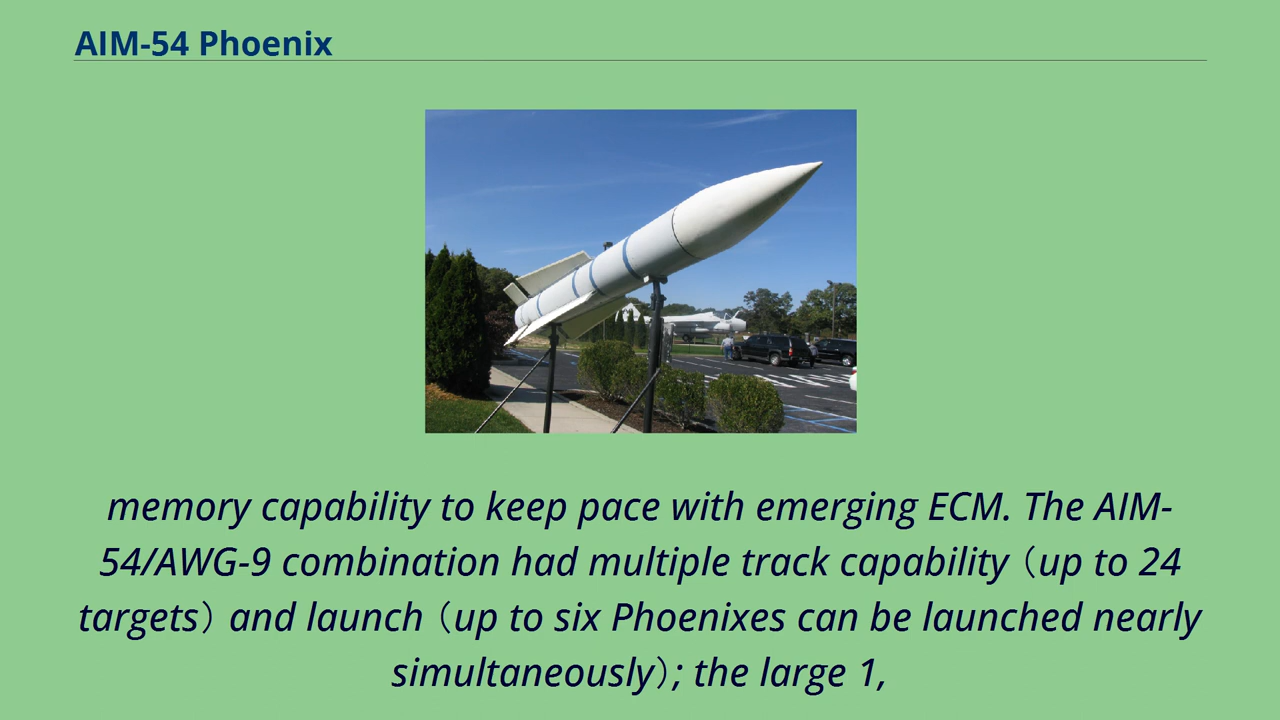 AIM-54 Phoenix
memory capability to keep pace with emerging ECM. The AIM-
54/AWG-9 combination had multiple track capability（up to 24
targets）and launch（up to six Phoenixes can be launched nearly
simultaneously）; the large 1,